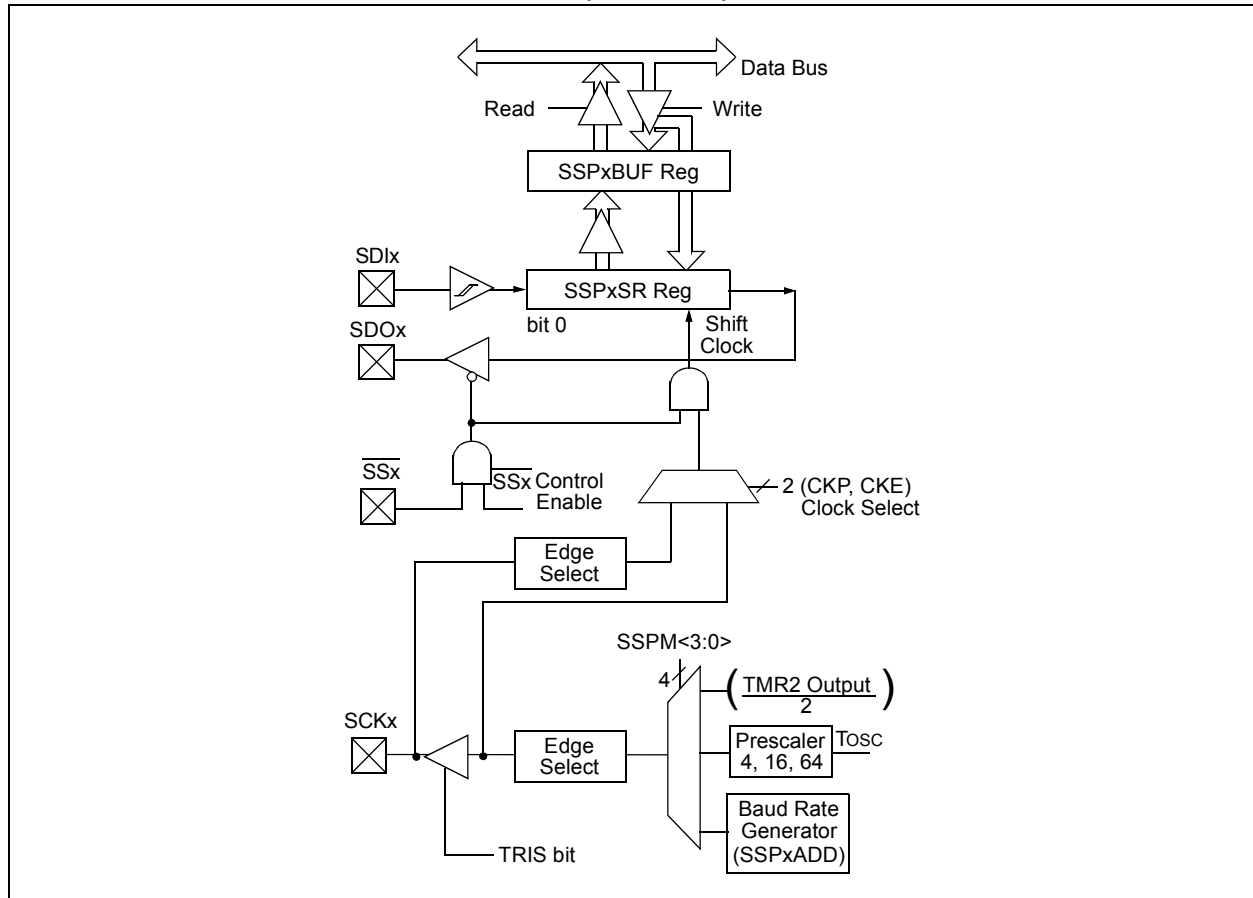 Data Bus
Read
Write
SSPxBUF Reg
SDIx
SSPxSR Reg
bit 0
Shift
Clock
SDOx
SSx
SSx Control
Enable
2 (CKP, CKE)
Clock Select
Edge
Select
SSPM<3:0>
4
(TMR2 Output)
2
SCKx
Edge
Select
Prescaler
4, 16, 64
TOSC
Baud Rate
Generator
(SSPxADD)
TRIS bit